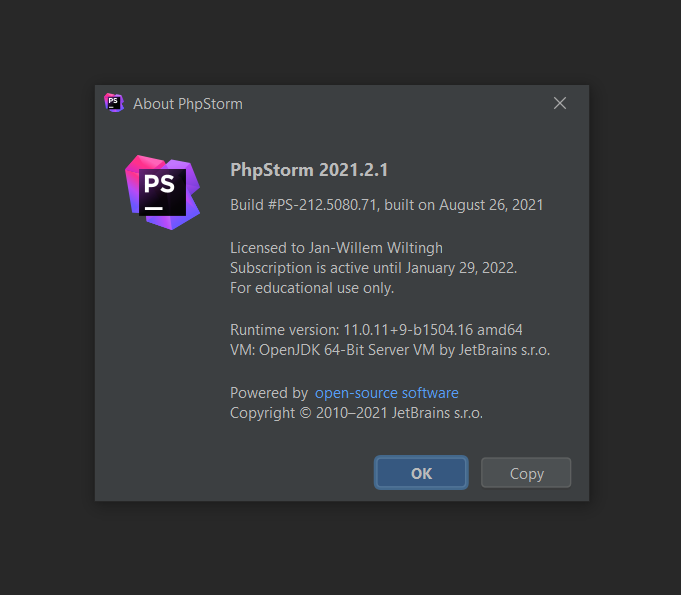 PS About PhpStorm
PS
PhpStorm 2021.2.1
Build #PS-212.5080.71, built on August 26, 2021
Licensed to Jan-Willem Wiltingh
Subscription is active until January 29, 2022.
For educational use only.
Runtime version: 11.0.11+9-b1504.16 amd64
VM: OpenJDK 64-Bit Server VM by JetBrains s.r.o.
Powered by open-source software
Copyright © 2010–2021 JetBrains s.r.o.
OK Copy